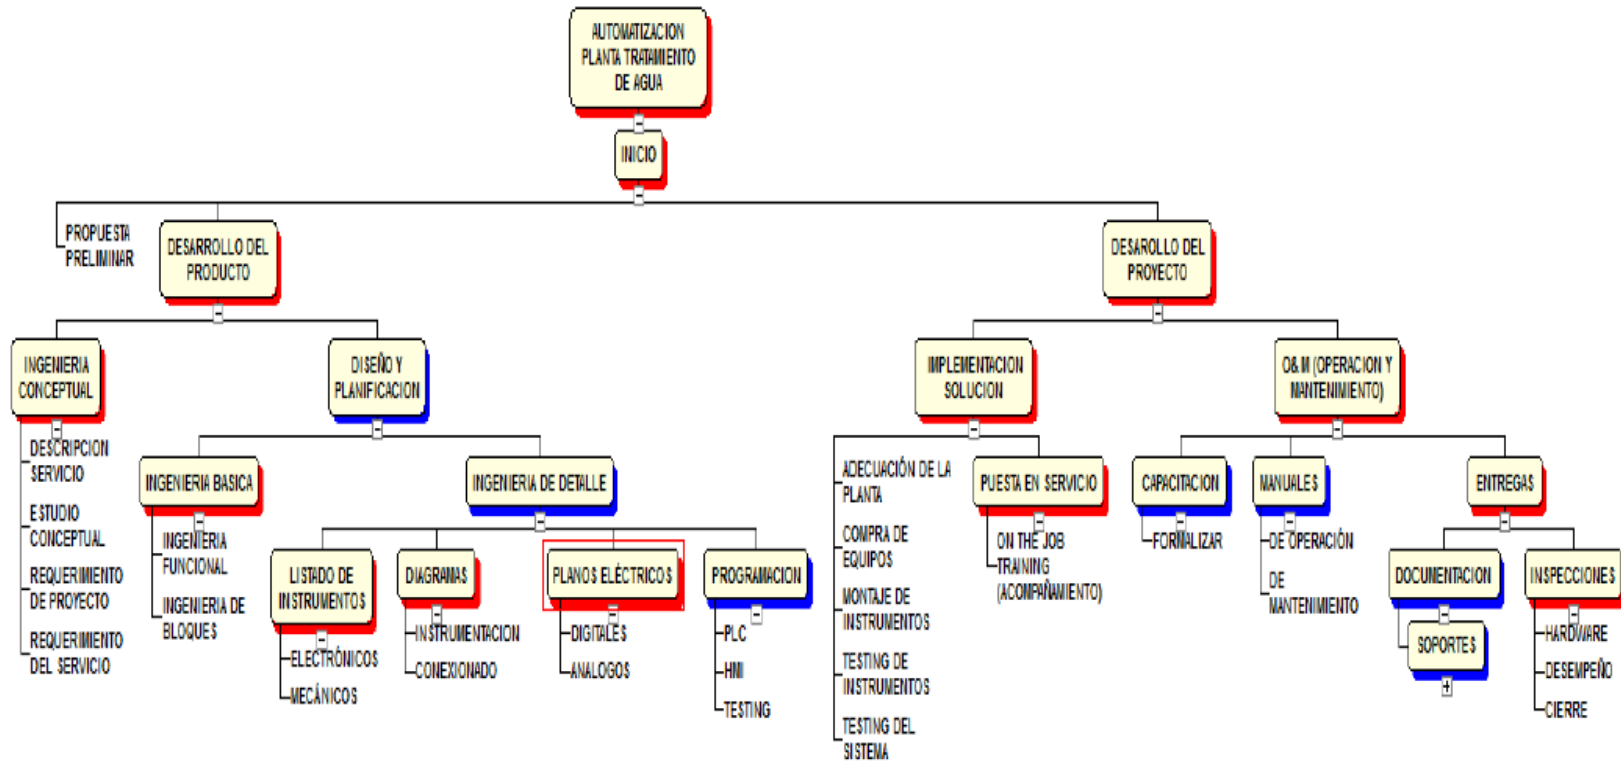 AUTOMATIZACION
PLANTA TRATAMIENTO
DE AGUA
INICIO
PROPUESTA
PRELIMINAR
DESARROLLO DEL
PRODUCTO
DESAROLLO DEL
PROYECTO
INGENIERIA
CONCEPTUAL
DISEÑO Y
PLANIFICACION
IMPLEMENTACION
SOLUCION
O&M (OPERACION Y
MANTENIMIENTO)
DESCRIPCION
SERVICIO
ESTUDIO
CONCEPTUAL
REQUERIMIENTO
DE PROYECTO
REQUERIMIENTO
DEL SERVICIO
INGENIERIA BASICA
INGENIERIA
FUNCIONAL
INGENIERIA DE
BLOQUES
INGENIERIA DE DETALLE
LISTADO DE
INSTRUMENTOS
ELECTRÓNICOS
MECÁNICOS
DIAGRAMAS
INSTRUMENTACION
CONEXIONADO
PLANOS ELÉCTRICOS
DIGITALES
ANALOGOS
PROGRAMACION
PLC
HMI
TESTING
ADECUACIÓN DE LA
PLANTA
COMPRA DE
EQUIPOS
MONTAJE DE
INSTRUMENTOS
TESTING DE
INSTRUMENTOS
TESTING DEL
SISTEMA
PUESTA EN SERVICIO
ON THE JOB
TRAINING
(ACOMPAÑAMIENTO)
CAPACITACION
FORMALIZAR
MANUALES
DE OPERACIÓN
DE
MANTENIMIENTO
ENTREGAS
DOCUMENTACION
SOPORTES
INSPECCIONES
HARDWARE
DESEMPEÑO
CIERRE